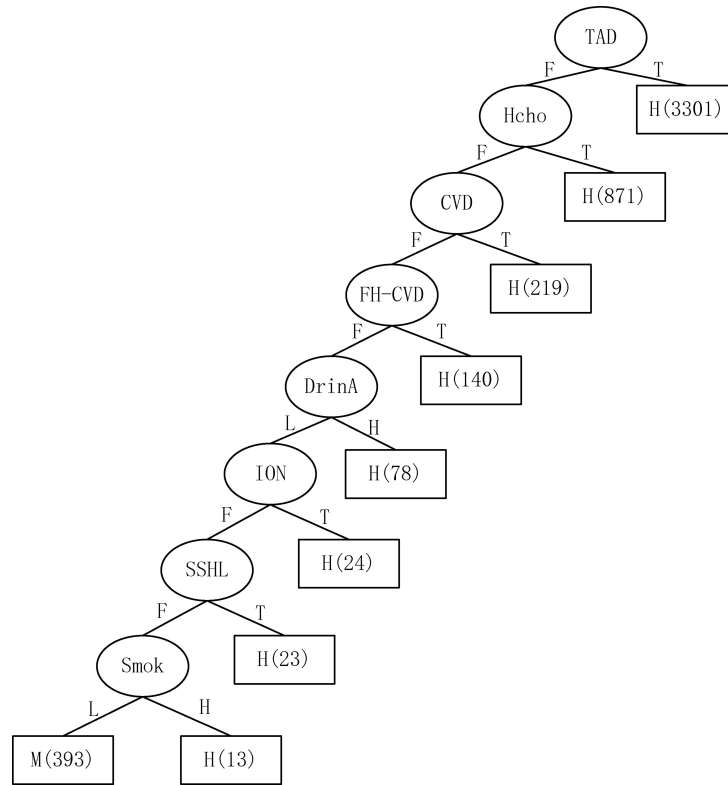 TAD
F
T
Hcho
H(3301)
F
T
CVD
H(871)
F
T
FH-CVD
H(219)
F
T
DrinA
H(140)
L
H
ION
H(78)
F
T
SSHL
H(24)
F
T
Smok
H(23)
L
H
M(393)
H(13)